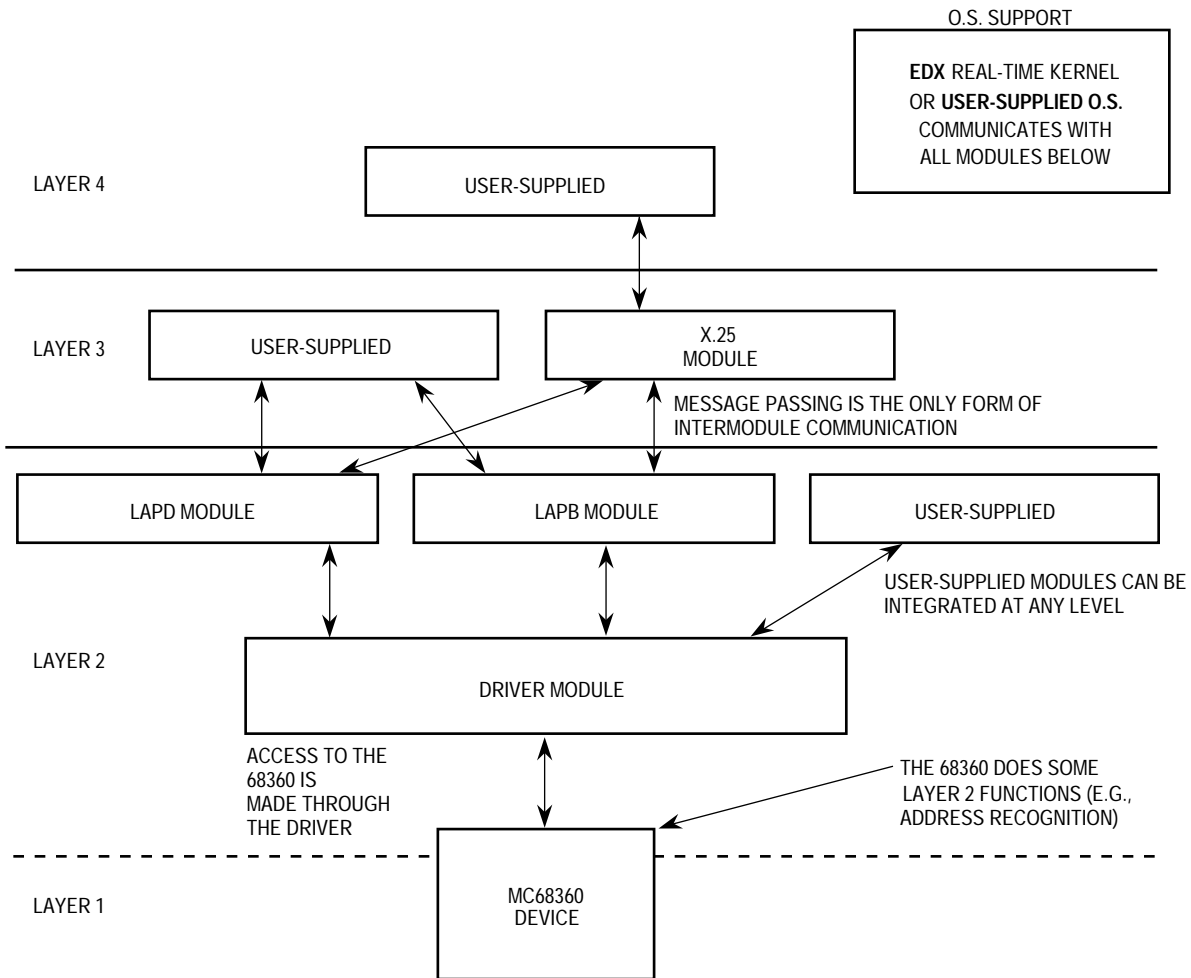 O.S. SUPPORT
EDX REAL-TIME KERNEL
OR USER-SUPPLIED O.S.
COMMUNICATES WITH
ALL MODULES BELOW
LAYER 4
USER-SUPPLIED
LAYER 3
USER-SUPPLIED
X.25
MODULE
MESSAGE PASSING IS THE ONLY FORM OF
INTERMODULE COMMUNICATION
LAPD MODULE
LAPB MODULE
USER-SUPPLIED
USER-SUPPLIED MODULES CAN BE
INTEGRATED AT ANY LEVEL
LAYER 2
DRIVER MODULE
ACCESS TO THE
68360 IS
MADE THROUGH
THE DRIVER
THE 68360 DOES SOME
LAYER 2 FUNCTIONS (E.G.,
ADDRESS RECOGNITION)
LAYER 1
MC68360
DEVICE